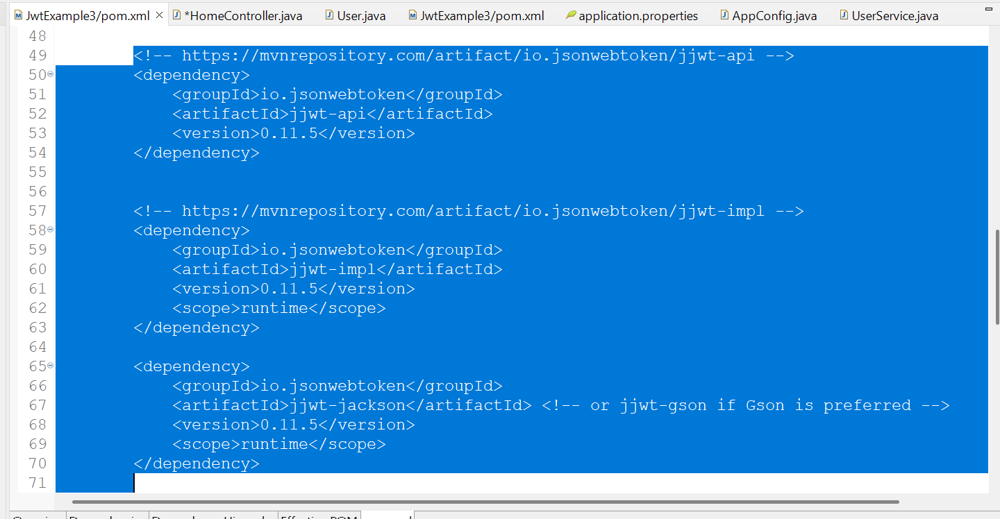 JwtExample3/pom.xml *HomeController.java User.java JwtExample3/pom.xml application.properties AppConfig.java UserService.java
48
49 <!-- https://mvnrepository.com/artifact/io.jsonwebtoken/jjwt-api -->
50 <dependency>
51 <groupId>io.jsonwebtoken</groupId>
52 <artifactId>jjwt-api</artifactId>
53 <version>0.11.5</version>
54 </dependency>
55
56
57 <!-- https://mvnrepository.com/artifact/io.jsonwebtoken/jjwt-impl -->
58 <dependency>
59 <groupId>io.jsonwebtoken</groupId>
60 <artifactId>jjwt-impl</artifactId>
61 <version>0.11.5</version>
62 <scope>runtime</scope>
63 </dependency>
64
65 <dependency>
66 <groupId>io.jsonwebtoken</groupId>
67 <artifactId>jjwt-jackson</artifactId> <!-- or jjwt-gson if Gson is preferred -->
68 <version>0.11.5</version>
69 <scope>runtime</scope>
70 </dependency>
71